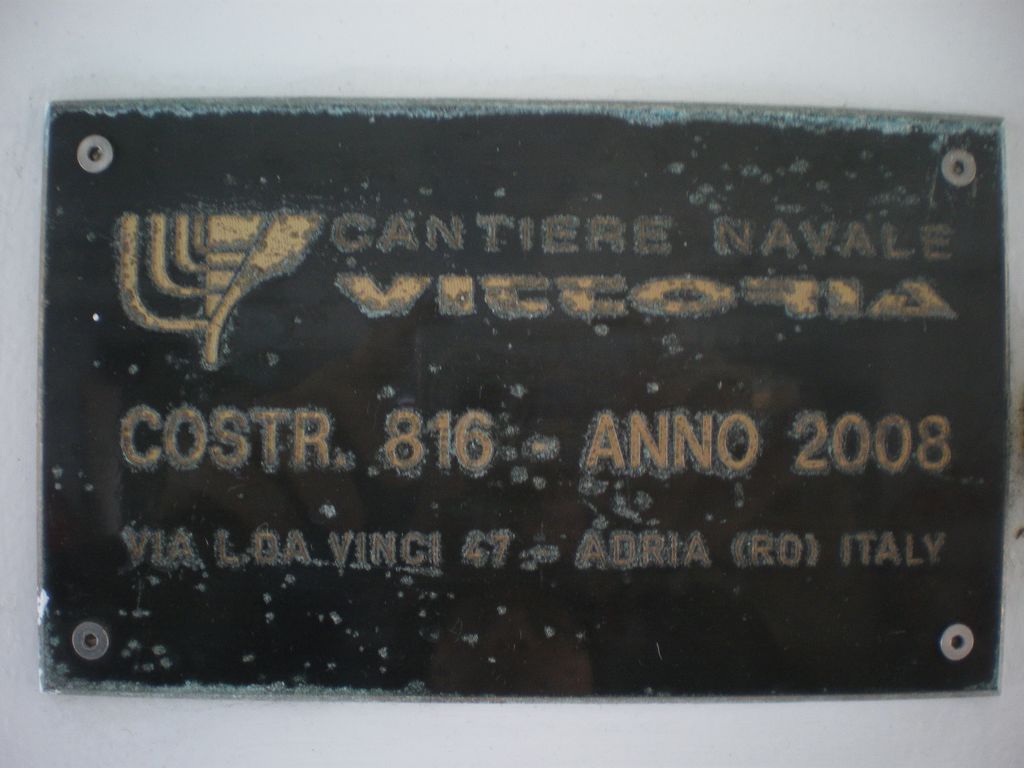 CANTIERE NAVALE
VITTORIA
COSTR. 816 - ANNO 2008
VIA L.DA VINCI 47 - ADRIA (RO) ITALY